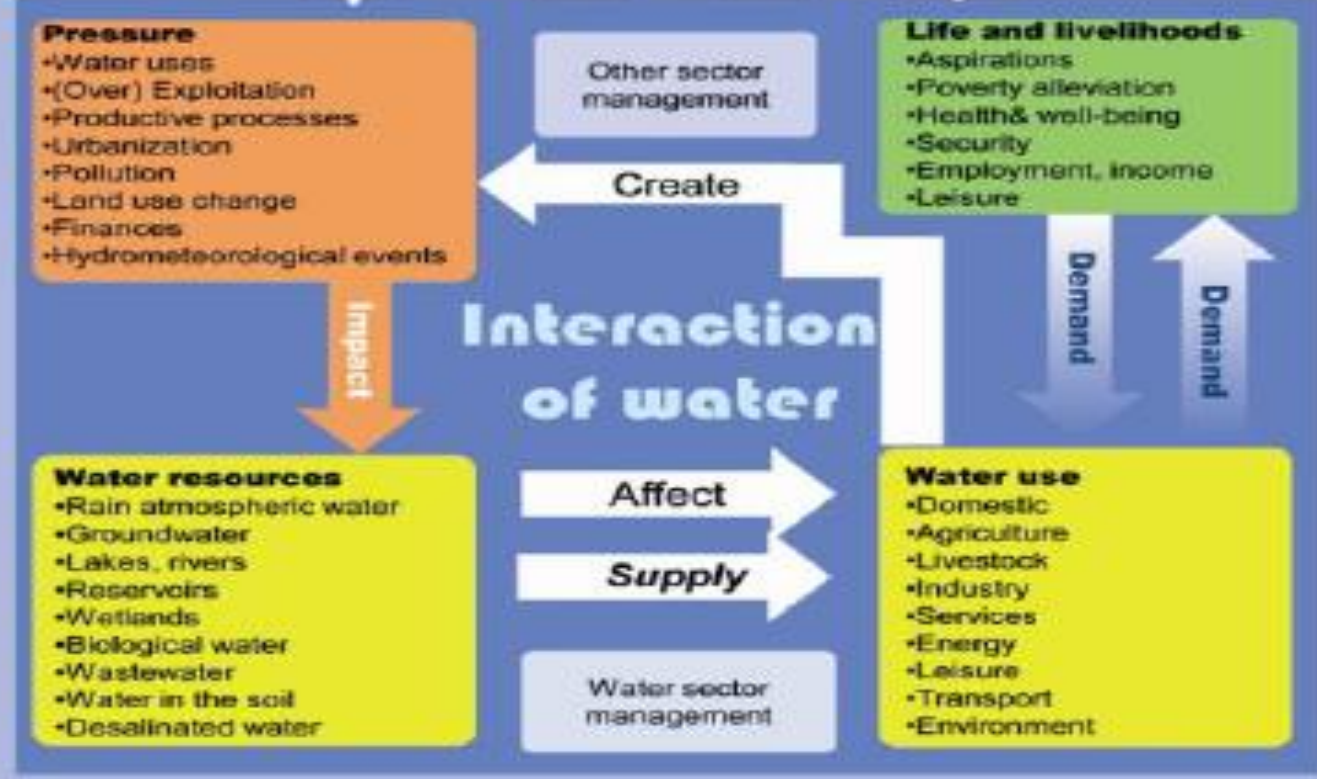 Pressure
•Water uses
•(Over) Exploitation
•Productive processes
•Urbanization
•Pollution
•Land use change
•Finances
•Hydrometeorological events
Other sector
management
Life and livelihoods
•Aspirations
•Poverty alleviation
•Health& well-being
•Security
•Employment, income
•Leisure
Create
Impact
Demand
Demand
Interaction
of water
Water resources
•Rain atmospheric water
•Groundwater
•Lakes, rivers
•Reservoirs
•Wetlands
•Biological water
•Wastewater
•Water in the soil
•Desalinated water
Affect
Supply
Water sector
management
Water use
•Domestic
•Agriculture
•Livestock
•Industry
•Services
•Energy
•Leisure
•Transport
•Environment